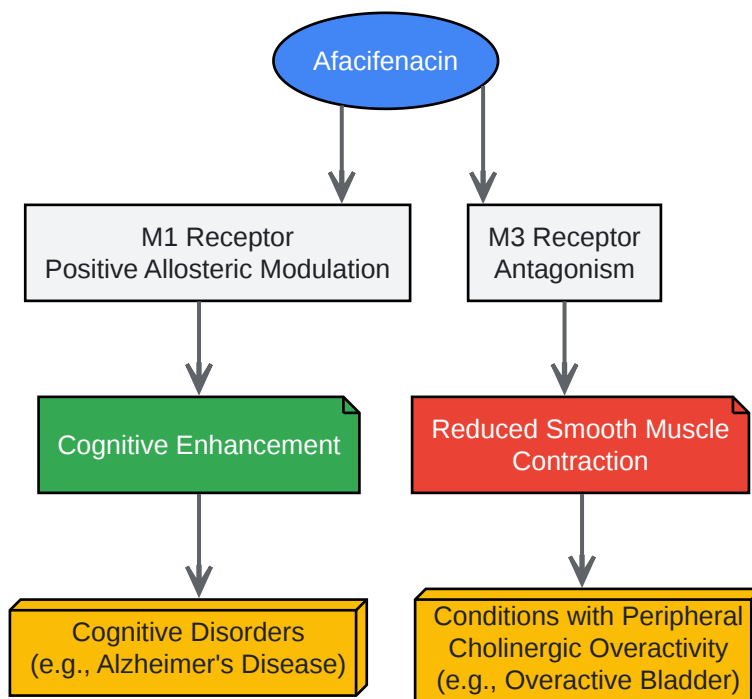 Afacifenacin
M1 Receptor
Positive Allosteric Modulation
M3 Receptor
Antagonism
Cognitive Enhancement
Reduced Smooth Muscle
Contraction
Cognitive Disorders
(e.g., Alzheimer's Disease)
Conditions with Peripheral
Cholinergic Overactivity
(e.g., Overactive Bladder)